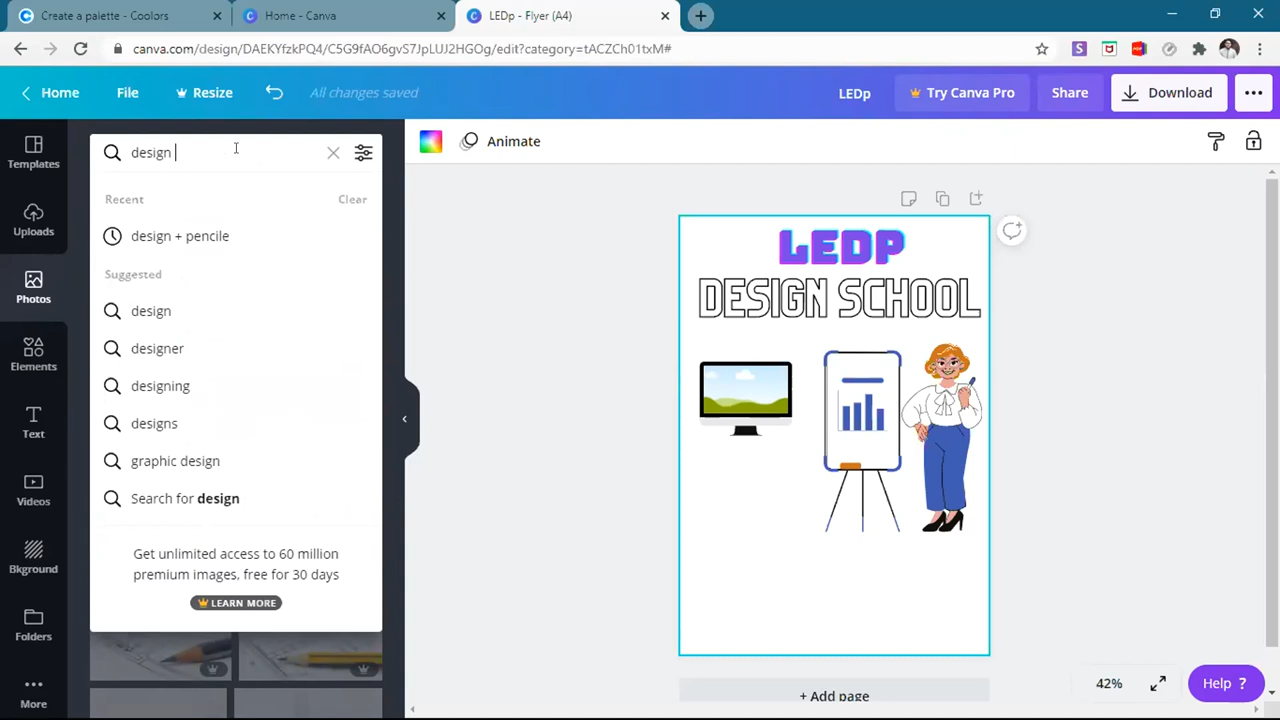 Create a palette - Coolors
Home - Canva
LEDp - Flyer (A4)
canva.com/design/DAEKYfzkPQ4/C5G9fAO6gvS7JpLUJ2HGOg/edit?category=tACZCh01txM#
Home
File
Resize
All changes saved
LEDp
Try Canva Pro
Share
Download
Templates
Uploads
Photos
Elements
Text
Videos
Bkground
Folders
More
design
Recent
Clear
design + pencile
Suggested
design
designer
designing
designs
graphic design
Search for design
Get unlimited access to 60 million
premium images, free for 30 days
LEARN MORE
Animate
LEDP
DESIGN SCHOOL
+ Add page
42%
Help ?